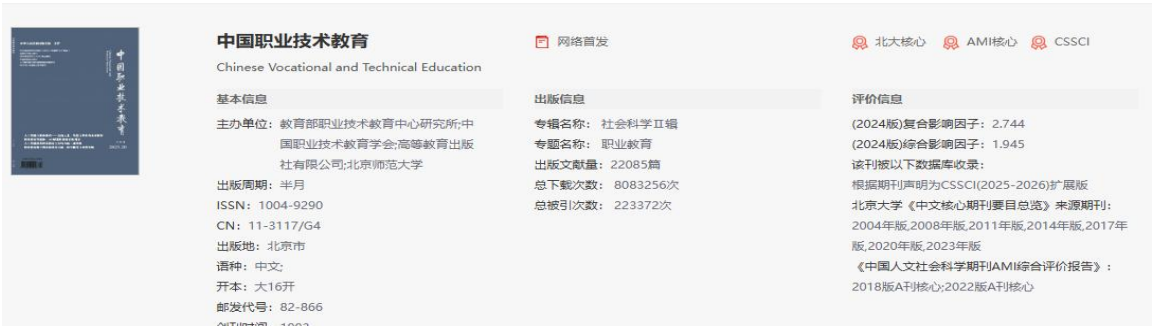 中国职业技术教育
Chinese Vocational and Technical Education
基本信息
主办单位：教育部职业技术教育中心研究所;中
国职业技术教育学会;高等教育出版
社有限公司;北京师范大学
出版周期：半月
ISSN：1004-9290
CN：11-3117/G4
出版地：北京市
语种：中文;
开本：大16开
邮发代号：82-866
网络首发
出版信息
专辑名称：社会科学II辑
专题名称：职业教育
出版文献量：22085篇
总下载次数：8083256次
总被引次数：223372次
北大核心 AMI核心 CSSCI
评价信息
(2024版)复合影响因子：2.744
(2024版)综合影响因子：1.945
该刊被以下数据库收录：
根据期刊声明为CSSCI(2025-2026)扩展版
北京大学《中文核心期刊要目总览》来源期刊：
2004年版,2008年版,2011年版,2014年版,2017年
版,2020年版,2023年版
《中国人文社会科学期刊AMI综合评价报告》：
2018版A刊核心;2022版A刊核心
中国职业技术教育